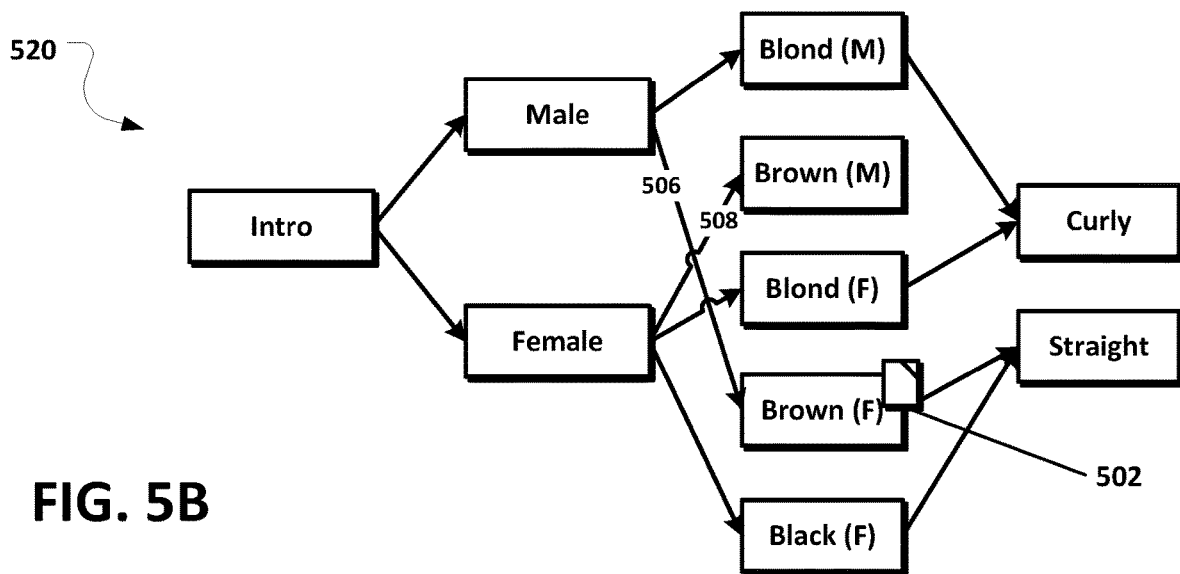 520
Blond (M)
Male
Brown (M)
506
508
Intro
Curly
Blond (F)
Female
Straight
Brown (F)
502
FIG. 5B
Black (F)